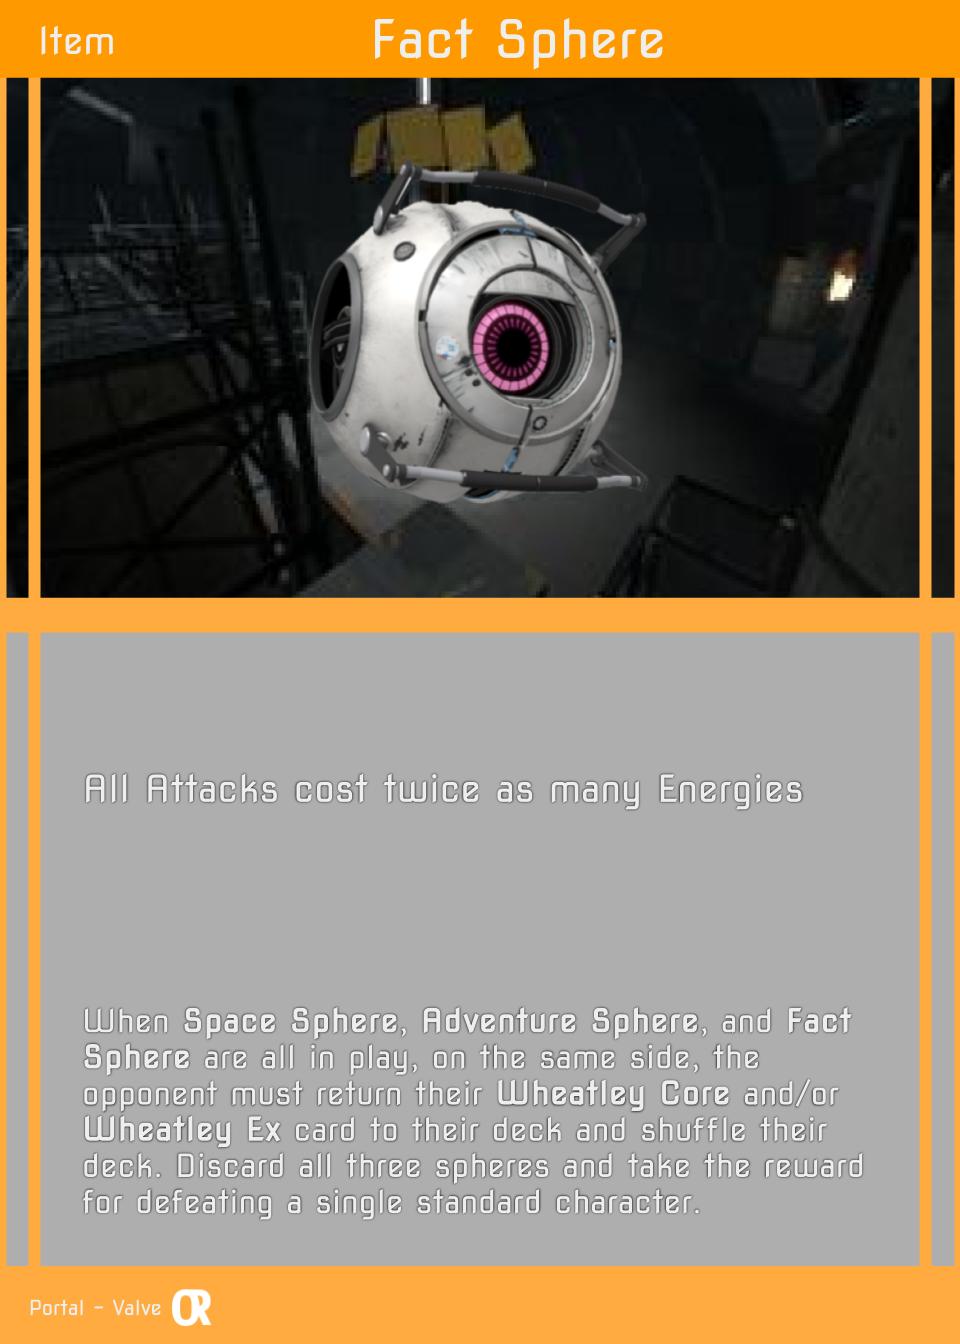 Item
Fact Sphere
All Attacks cost twice as many Energies
When Space Sphere, Adventure Sphere, and Fact
Sphere are all in play, on the same side, the
opponent must return their Wheatley Core and/or
Wheatley Ex card to their deck and shuffle their
deck. Discard all three spheres and take the reward
for defeating a single standard character.
Portal - Valve OR